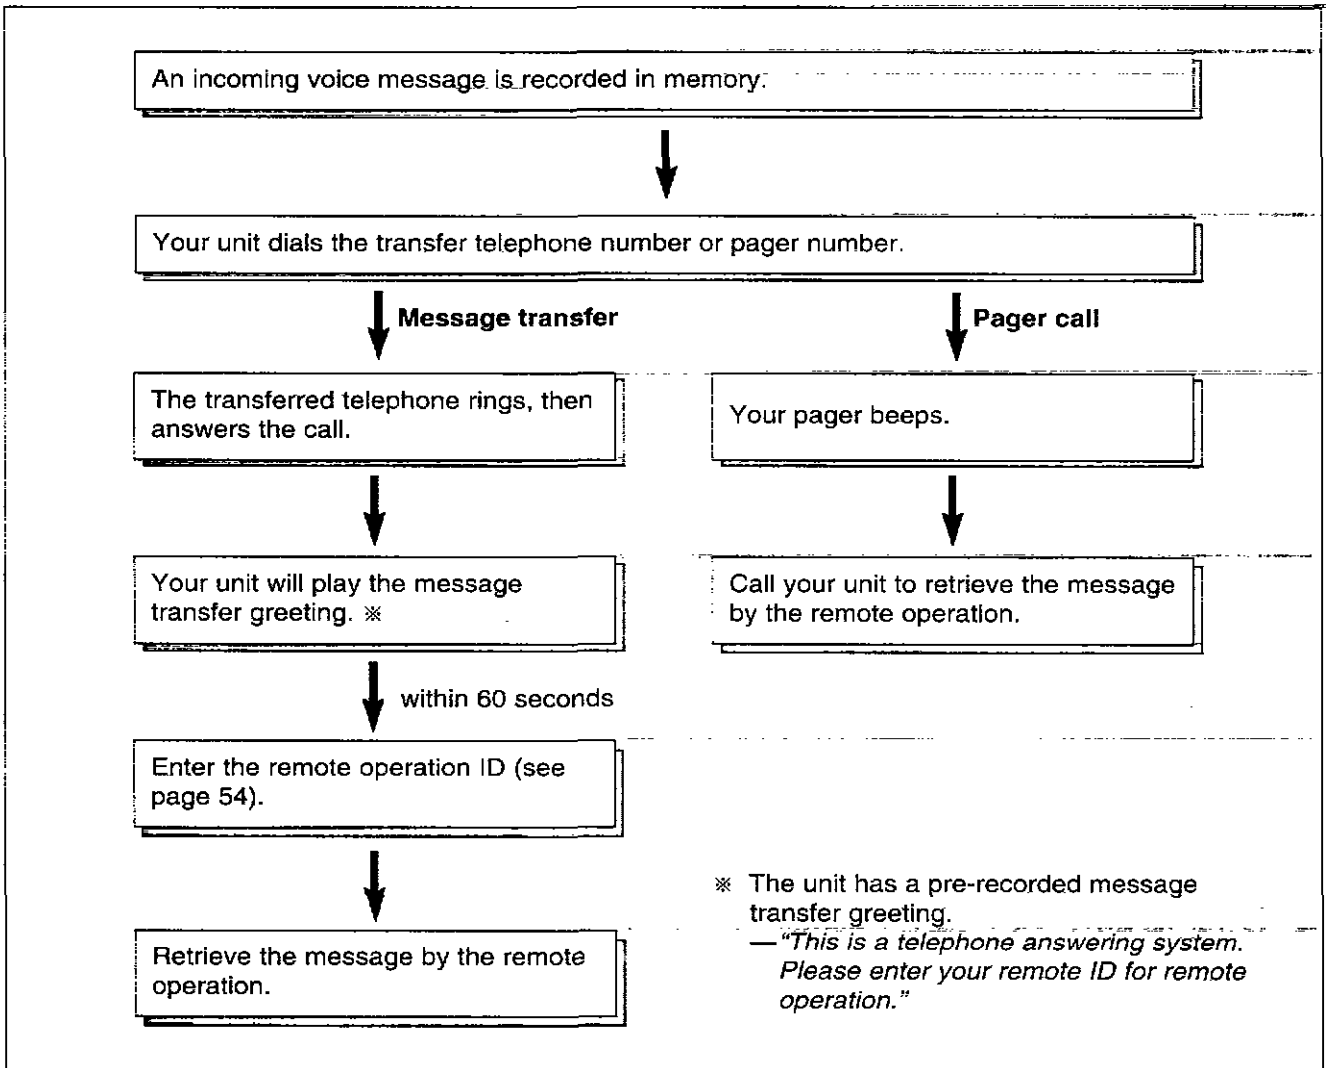 An incoming voice message is recorded in memory.
Your unit dials the transfer telephone number or pager number.
Message transfer
Pager call
The transferred telephone rings, then
answers the call.
Your pager beeps.
Your unit will play the message
transfer greeting. ※
Call your unit to retrieve the message
by the remote operation.
within 60 seconds
Enter the remote operation ID (see
page 54).
Retrieve the message by the remote
operation.
※ The unit has a pre-recorded message
transfer greeting.
— "This is a telephone answering system.
Please enter your remote ID for remote
operation."